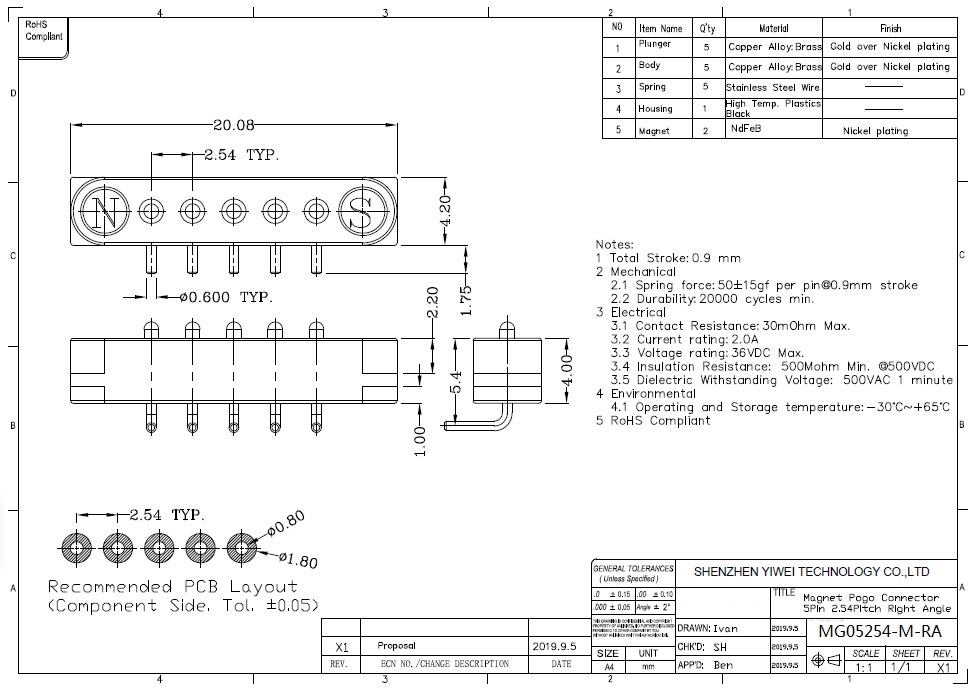 4 3 2 1
RoHS
Compliant
NO Item Name Q'ty Material Finish
1 Plunger 5 Copper Alloy:Brass Gold over Nickel plating
2 Body 5 Copper Alloy:Brass Gold over Nickel plating
3 Spring 5 Stainless Steel Wire
4 Housing 1 High Temp. Plastics
Black
5 Magnet 2 NdFeB Nickel plating
D D
20.08
2.54 TYP.
N S
4.20
1.75
Ø0.600 TYP.
C C
Notes:
1 Total Stroke:0.9 mm
2 Mechanical
2.1 Spring force:50±15gf per pin@0.9mm stroke
2.2 Durability:20000 cycles min.
3 Electrical
3.1 Contact Resistance:30mOhm Max.
3.2 Current rating:2.0A
3.3 Voltage rating:36VDC Max.
3.4 Insulation Resistance: 500Mohm Min. @500VDC
3.5 Dielectric Withstanding Voltage: 500VAC 1 minute
4 Environmental
4.1 Operating and Storage temperature:-30℃~+65℃
5 RoHS Compliant
2.20
5.4
4.00
1.00
B B
2.54 TYP.
Ø0.80
Ø1.80
Recommended PCB Layout
(Component Side, Tol. ±0.05)
A A
GENERAL TOLERANCES
( Unless Specified )
.0 ± 0.15 .00 ± 0.10
.000 ± 0.05 Angle ± 2°
SHENZHEN YIWEI TECHNOLOGY CO.,LTD
TITLE Magnet Pogo Connector
5Pin 2.54Pitch Right Angle
DRAWN: Ivan 2019.9.5
MG05254-M-RA
CHK'D: SH 2019.9.5
APP'D: Ben 2019.9.5
SIZE UNIT
A4 mm
SCALE SHEET REV.
1:1 1/1 X1
X1 Proposal 2019.9.5
REV. ECN NO./CHANGE DESCRIPTION DATE
4 3 2 1